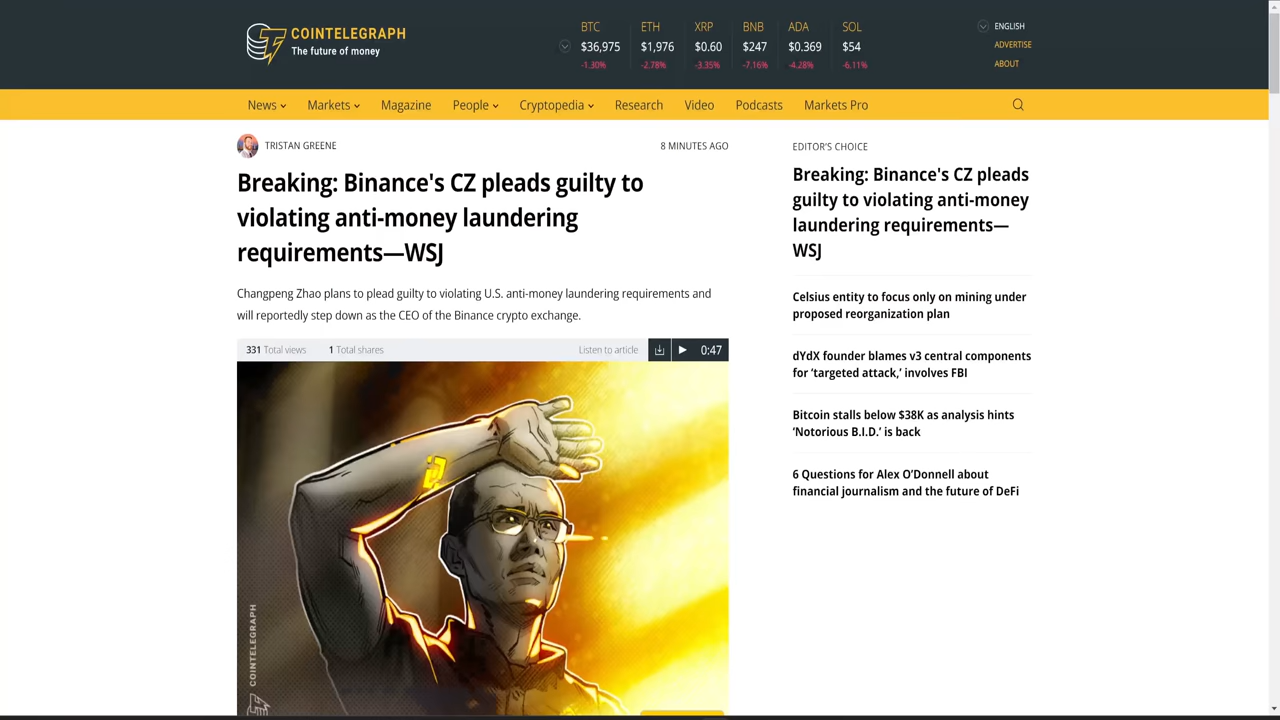 COINTELEGRAPH
The future of money
BTC ETH XRP BNB ADA SOL
$36,975 $1,976 $0.60 $247 $0.369 $54
-1.30% -2.78% -3.35% -7.16% -4.28% -6.11%
ENGLISH
ADVERTISE
ABOUT
News Markets Magazine People Cryptopedia Research Video Podcasts Markets Pro
TRISTAN GREENE
8 MINUTES AGO
Breaking: Binance's CZ pleads guilty to
violating anti-money laundering
requirements—WSJ
Changpeng Zhao plans to plead guilty to violating U.S. anti-money laundering requirements and
will reportedly step down as the CEO of the Binance crypto exchange.
331 Total views 1 Total shares Listen to article 0:47
COINTELEGRAPH
EDITOR'S CHOICE
Breaking: Binance's CZ pleads
guilty to violating anti-money
laundering requirements—
WSJ
Celsius entity to focus only on mining under
proposed reorganization plan
dYdX founder blames v3 central components
for ‘targeted attack,’ involves FBI
Bitcoin stalls below $38K as analysis hints
‘Notorious B.I.D.’ is back
6 Questions for Alex O’Donnell about
financial journalism and the future of DeFi